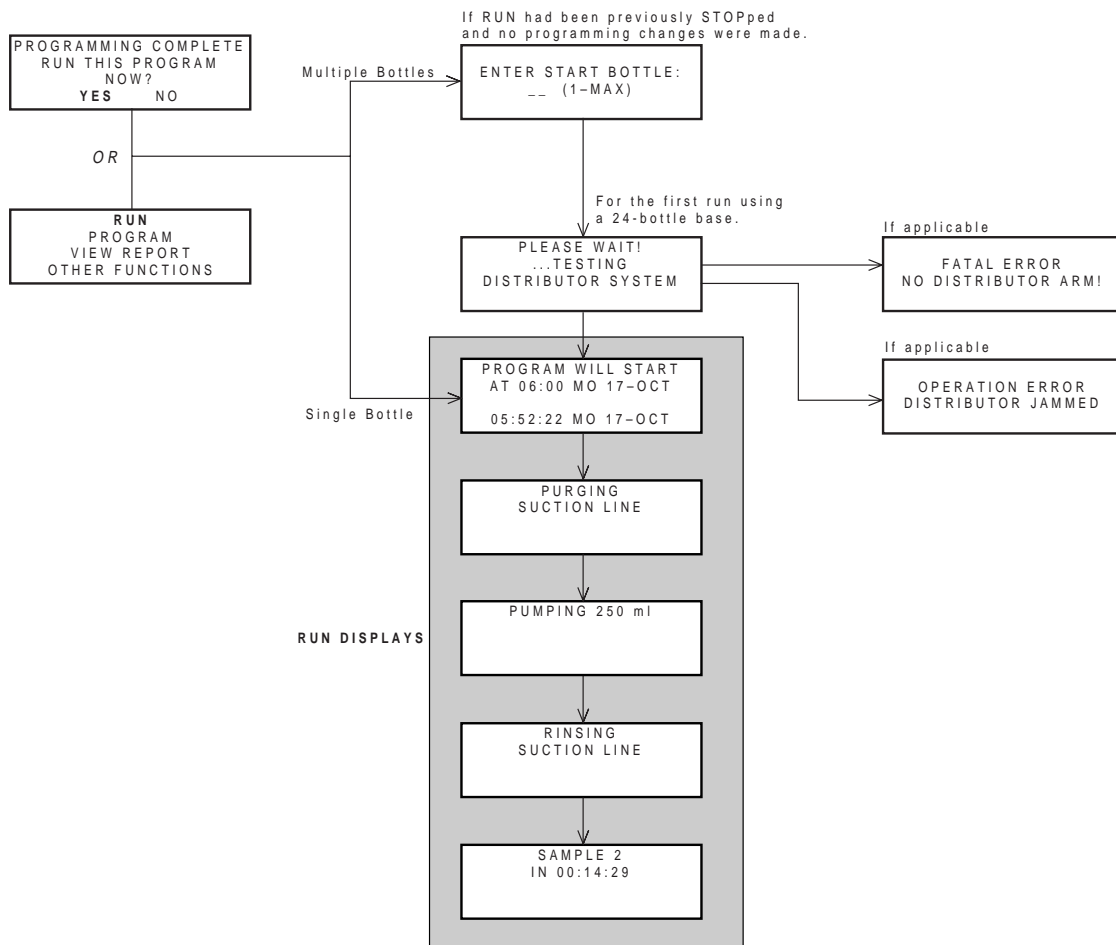 If RUN had been previously STOPped
and no programming changes were made.
PROGRAMMING COMPLETE
RUN THIS PROGRAM
NOW?
YES NO
Multiple Bottles
ENTER START BOTTLE:
__ (1–MAX)
OR
RUN
PROGRAM
VIEW REPORT
OTHER FUNCTIONS
For the first run using
a 24-bottle base.
PLEASE WAIT!
...TESTING
DISTRIBUTOR SYSTEM
If applicable
FATAL ERROR
NO DISTRIBUTOR ARM!
If applicable
OPERATION ERROR
DISTRIBUTOR JAMMED
Single Bottle
PROGRAM WILL START
AT 06:00 MO 17–OCT
05:52:22 MO 17–OCT
PURGING
SUCTION LINE
RUN DISPLAYS
PUMPING 250 ml
RINSING
SUCTION LINE
SAMPLE 2
IN 00:14:29